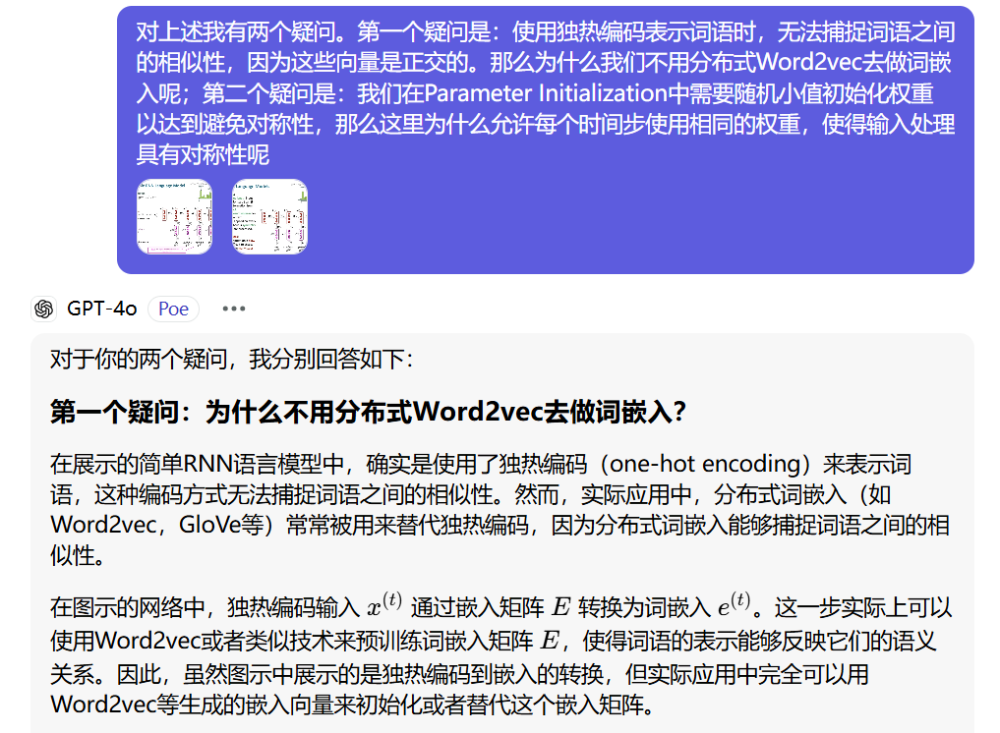 对上述我有两个疑问。第一个疑问是：使用独热编码表示词语时，无法捕捉词语之间
的相似性，因为这些向量是正交的。那么为什么我们不用分布式Word2vec去做词嵌
入呢；第二个疑问是：我们在Parameter Initialization中需要随机小值初始化权重
以达到避免对称性，那么这里为什么允许每个时间步使用相同的权重，使得输入处理
具有对称性呢
GPT-4o Poe
对于你的两个疑问，我分别回答如下：
第一个疑问：为什么不用分布式Word2vec去做词嵌入？
在展示的简单RNN语言模型中，确实是使用了独热编码（one-hot encoding）来表示词
语，这种编码方式无法捕捉词语之间的相似性。然而，实际应用中，分布式词嵌入（如
Word2vec，GloVe等）常常被用来替代独热编码，因为分布式词嵌入能够捕捉词语之间的相
似性。
在图示的网络中，独热编码输入 x^(t) 通过嵌入矩阵 E 转换为词嵌入 e^(t)。这一步实际上可以
使用Word2vec或者类似技术来预训练词嵌入矩阵 E，使得词语的表示能够反映它们的语义
关系。因此，虽然图示中展示的是独热编码到嵌入的转换，但实际应用中完全可以用
Word2vec等生成的嵌入向量来初始化或者替代这个嵌入矩阵。